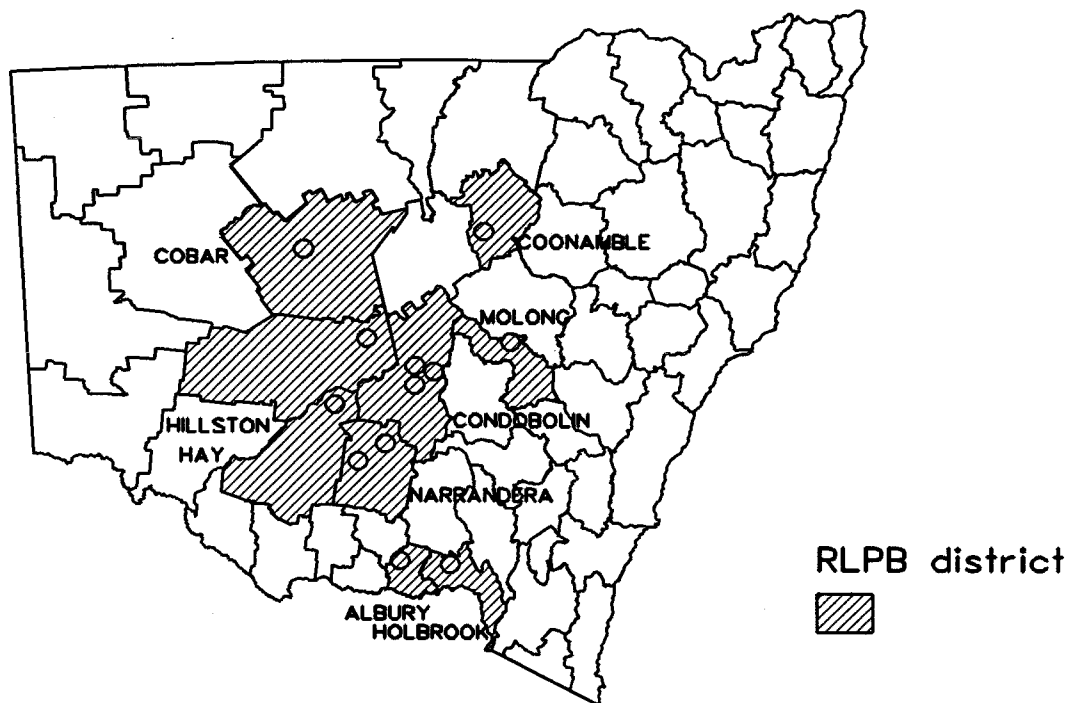 COBAR
COONAMBLE
MOLONG
HILLSTON
CONDOBOLIN
HAY
NARRANDERA
RLPB district
ALBURY
HOLBROOK